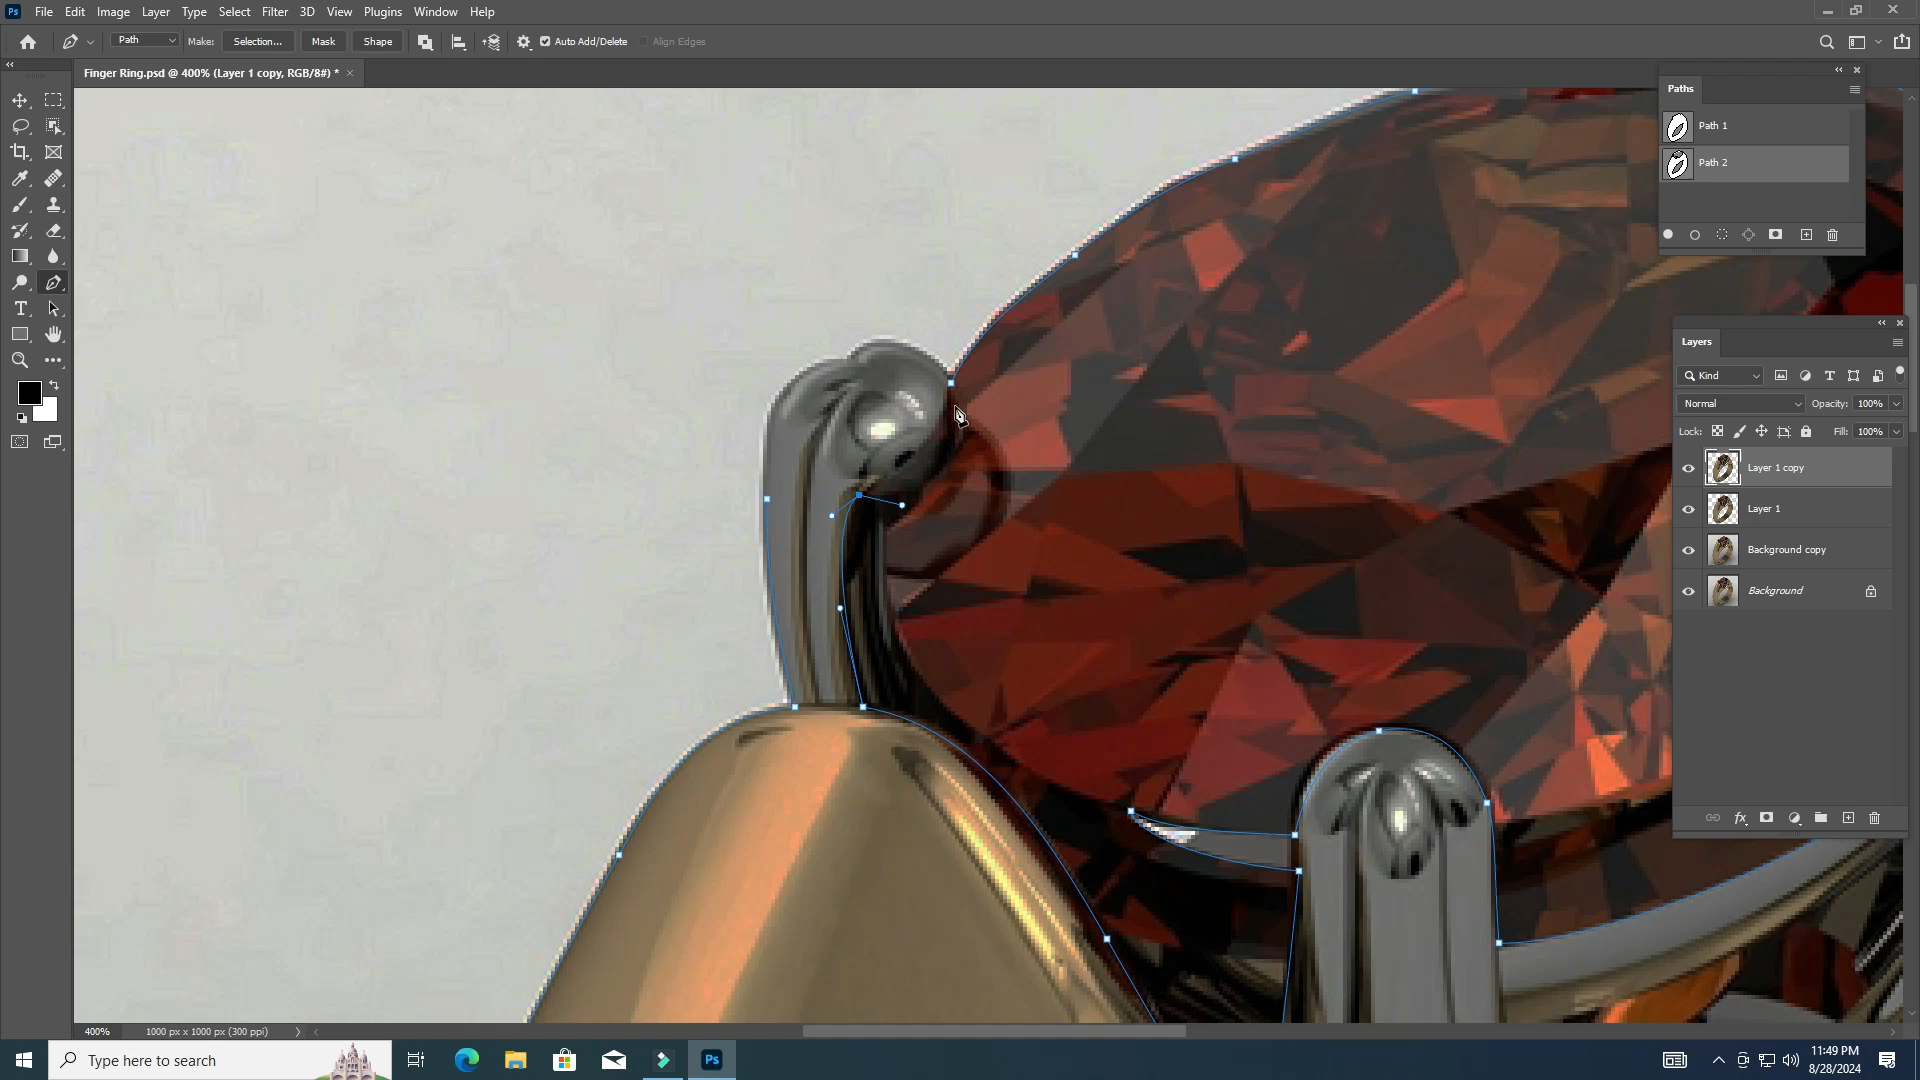 Ps File Edit Image Layer Type Select Filter 3D View Plugins Window Help
Path Make: Selection... Mask Shape Auto Add/Delete Align Edges
Finger Ring.psd @ 400% (Layer 1 copy, RGB/8#) * ×
Paths
Path 1
Path 2
Layers
Kind
Normal Opacity: 100%
Lock: Fill: 100%
Layer 1 copy
Layer 1
Background copy
Background
fx
400% 1000 px x 1000 px (300 ppi)
Type here to search Ps 11:49 PM
8/28/2024